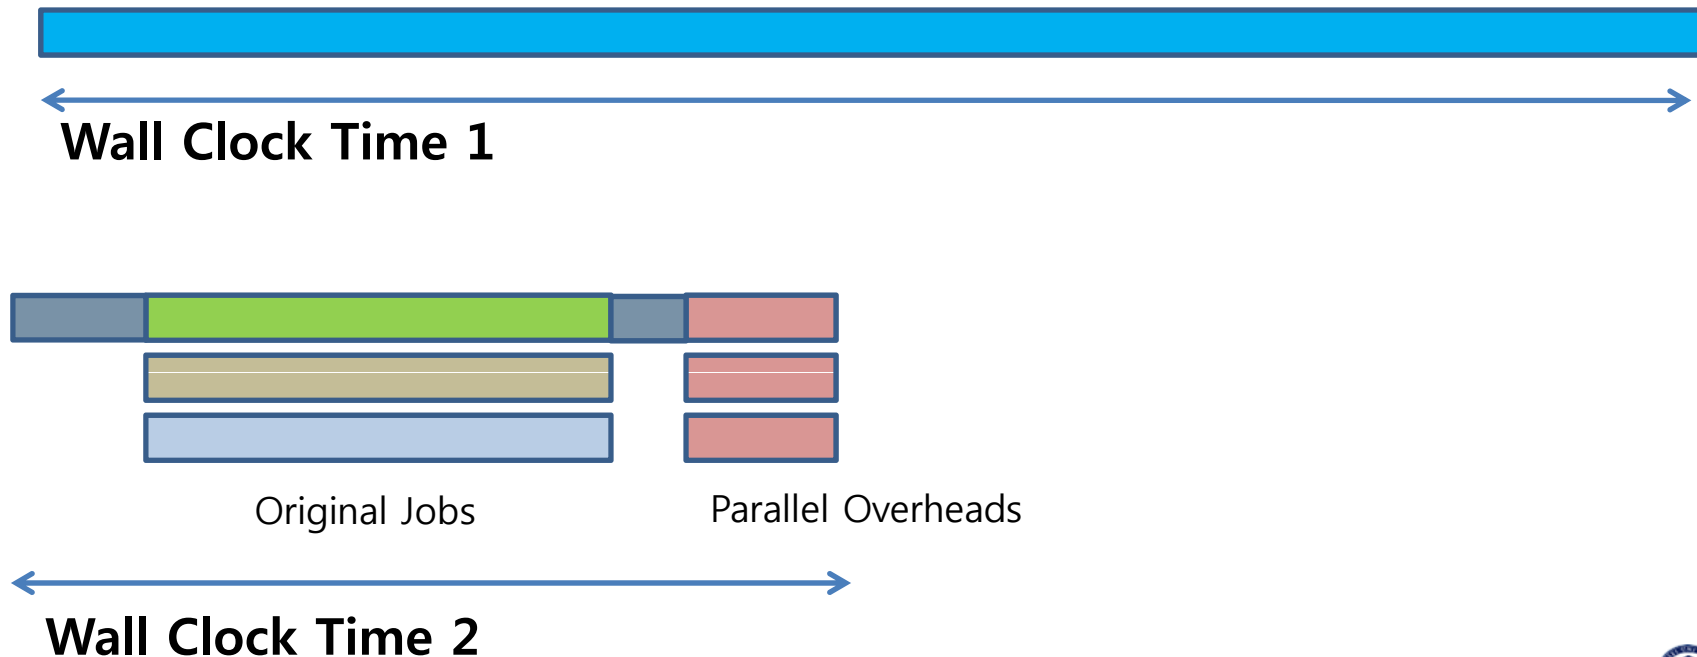 Wall Clock Time 1
Original Jobs
Parallel Overheads
Wall Clock Time 2